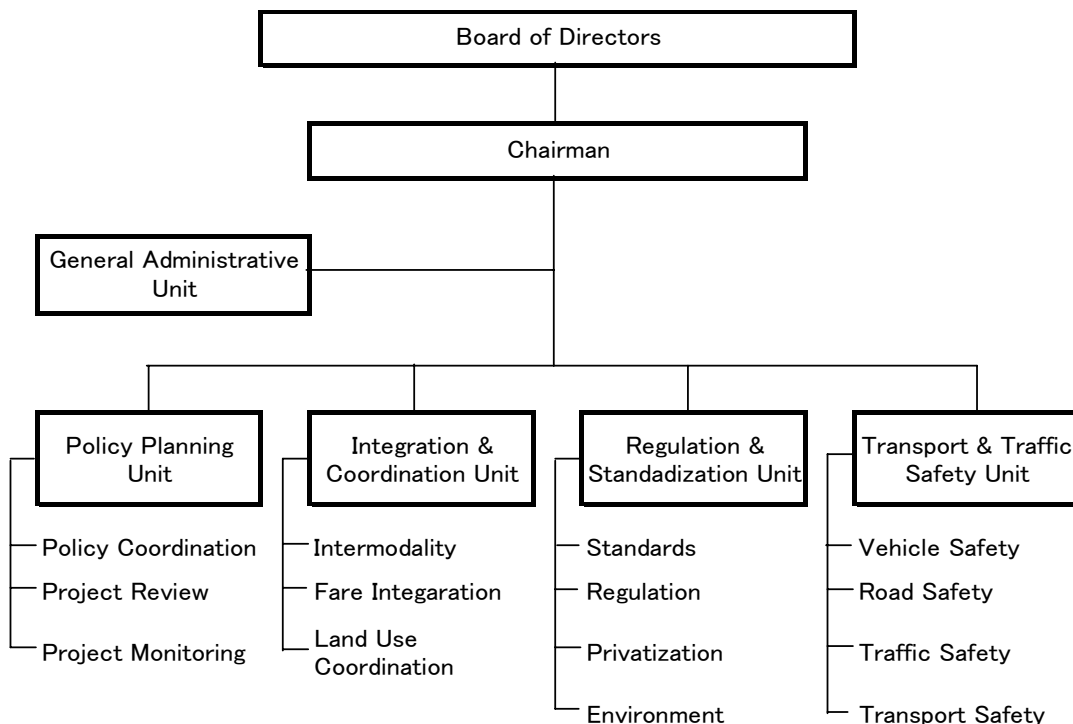 Board of Directors
Chairman
General Administrative
Unit
Policy Planning
Unit
Policy Coordination
Project Review
Project Monitoring
Integration &
Coordination Unit
Intermodality
Fare Integaration
Land Use
Coordination
Regulation &
Standadization Unit
Standards
Regulation
Privatization
Environment
Transport & Traffic
Safety Unit
Vehicle Safety
Road Safety
Traffic Safety
Transport Safety